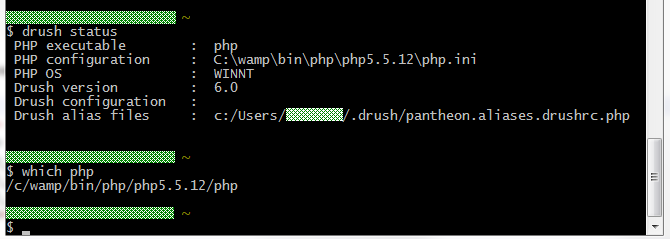 ~
$ drush status
PHP executable : php
PHP configuration : C:\wamp\bin\php\php5.5.12\php.ini
PHP OS : WINNT
Drush version : 6.0
Drush configuration :
Drush alias files : c:/Users/ /.drush/pantheon.aliases.drushrc.php
~
$ which php
/c/wamp/bin/php/php5.5.12/php
~
$ _